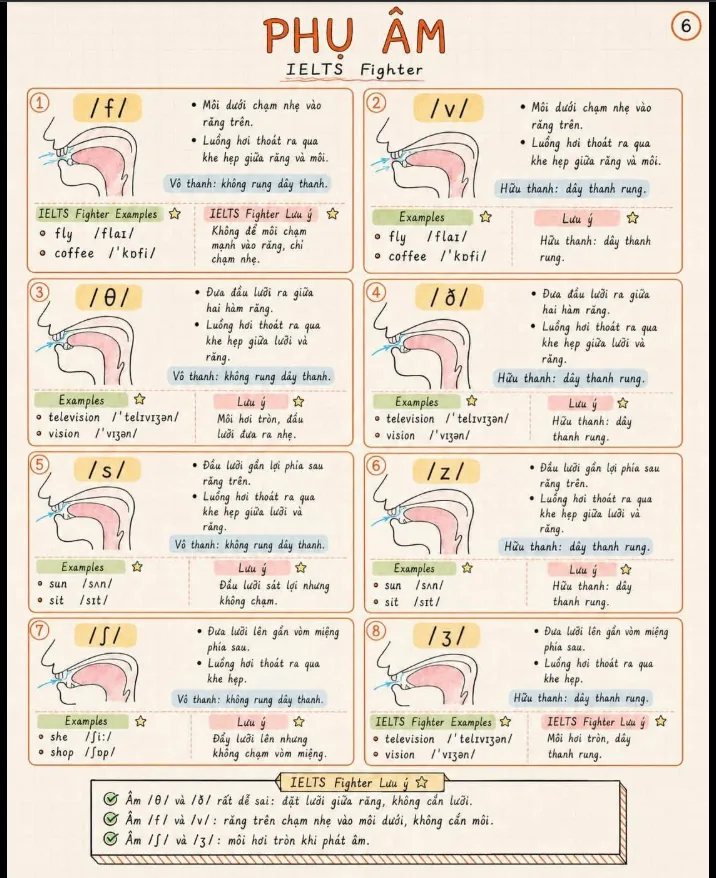 PHỤ ÂM
6
IELTS Fighter
1
/f/
• Môi dưới chạm nhẹ vào
răng trên.
• Luồng hơi thoát ra qua
khe hẹp giữa răng và môi.
Vô thanh: không rung dây thanh.
IELTS Fighter Examples
fly /flaɪ/
coffee /'kɒfi/
IELTS Fighter Lưu ý
Không để môi chạm
mạnh vào răng, chỉ
chạm nhẹ.
2
/v/
• Môi dưới chạm nhẹ vào
răng trên.
• Luồng hơi thoát ra qua
khe hẹp giữa răng và môi.
Hữu thanh: dây thanh rung.
Examples
fly /flaɪ/
coffee /'kɒfi/
Lưu ý
Hữu thanh: dây thanh
rung.
3
/θ/
• Đưa đầu lưỡi ra giữa
hai hàm răng.
• Luồng hơi thoát ra qua
khe hẹp giữa lưỡi và
răng.
Vô thanh: không rung dây thanh.
Examples
television /'telɪvɪʒən/
vision /'vɪʒən/
Lưu ý
Môi hơi tròn, đầu
lưỡi đưa ra nhẹ.
4
/ð/
• Đưa đầu lưỡi ra giữa
hai hàm răng.
• Luồng hơi thoát ra qua
khe hẹp giữa lưỡi và
răng.
Hữu thanh: dây thanh rung.
Examples
television /'telɪvɪʒən/
vision /'vɪʒən/
Lưu ý
Hữu thanh: dây
thanh rung.
5
/s/
• Đầu lưỡi gần lợi phía sau
răng trên.
• Luồng hơi thoát ra qua
khe hẹp giữa lưỡi và
răng.
Vô thanh: không rung dây thanh.
Examples
sun /sʌn/
sit /sɪt/
Lưu ý
Đầu lưỡi sát lợi nhưng
không chạm.
6
/z/
• Đầu lưỡi gần lợi phía sau
răng trên.
• Luồng hơi thoát ra qua
khe hẹp giữa lưỡi và
răng.
Hữu thanh: dây thanh rung.
Examples
sun /sʌn/
sit /sɪt/
Lưu ý
Hữu thanh: dây
thanh rung.
7
/ʃ/
• Đưa lưỡi lên gần vòm miệng
phía sau.
• Luồng hơi thoát ra qua
khe hẹp.
Vô thanh: không rung dây thanh.
Examples
she /ʃi:/
shop /ʃɒp/
Lưu ý
Đẩy lưỡi lên nhưng
không chạm vòm miệng.
8
/ʒ/
• Đưa lưỡi lên gần vòm miệng
phía sau.
• Luồng hơi thoát ra qua
khe hẹp.
Hữu thanh: dây thanh rung.
IELTS Fighter Examples
television /'telɪvɪʒən/
vision /'vɪʒən/
IELTS Fighter Lưu ý
Môi hơi tròn, dây
thanh rung.
IELTS Fighter Lưu ý
Âm /θ/ và /ð/ rất dễ sai: đặt lưỡi giữa răng, không cắn lưỡi.
Âm /f/ và /v/: răng trên chạm nhẹ vào môi dưới, không cắn môi.
Âm /ʃ/ và /ʒ/: môi hơi tròn khi phát âm.